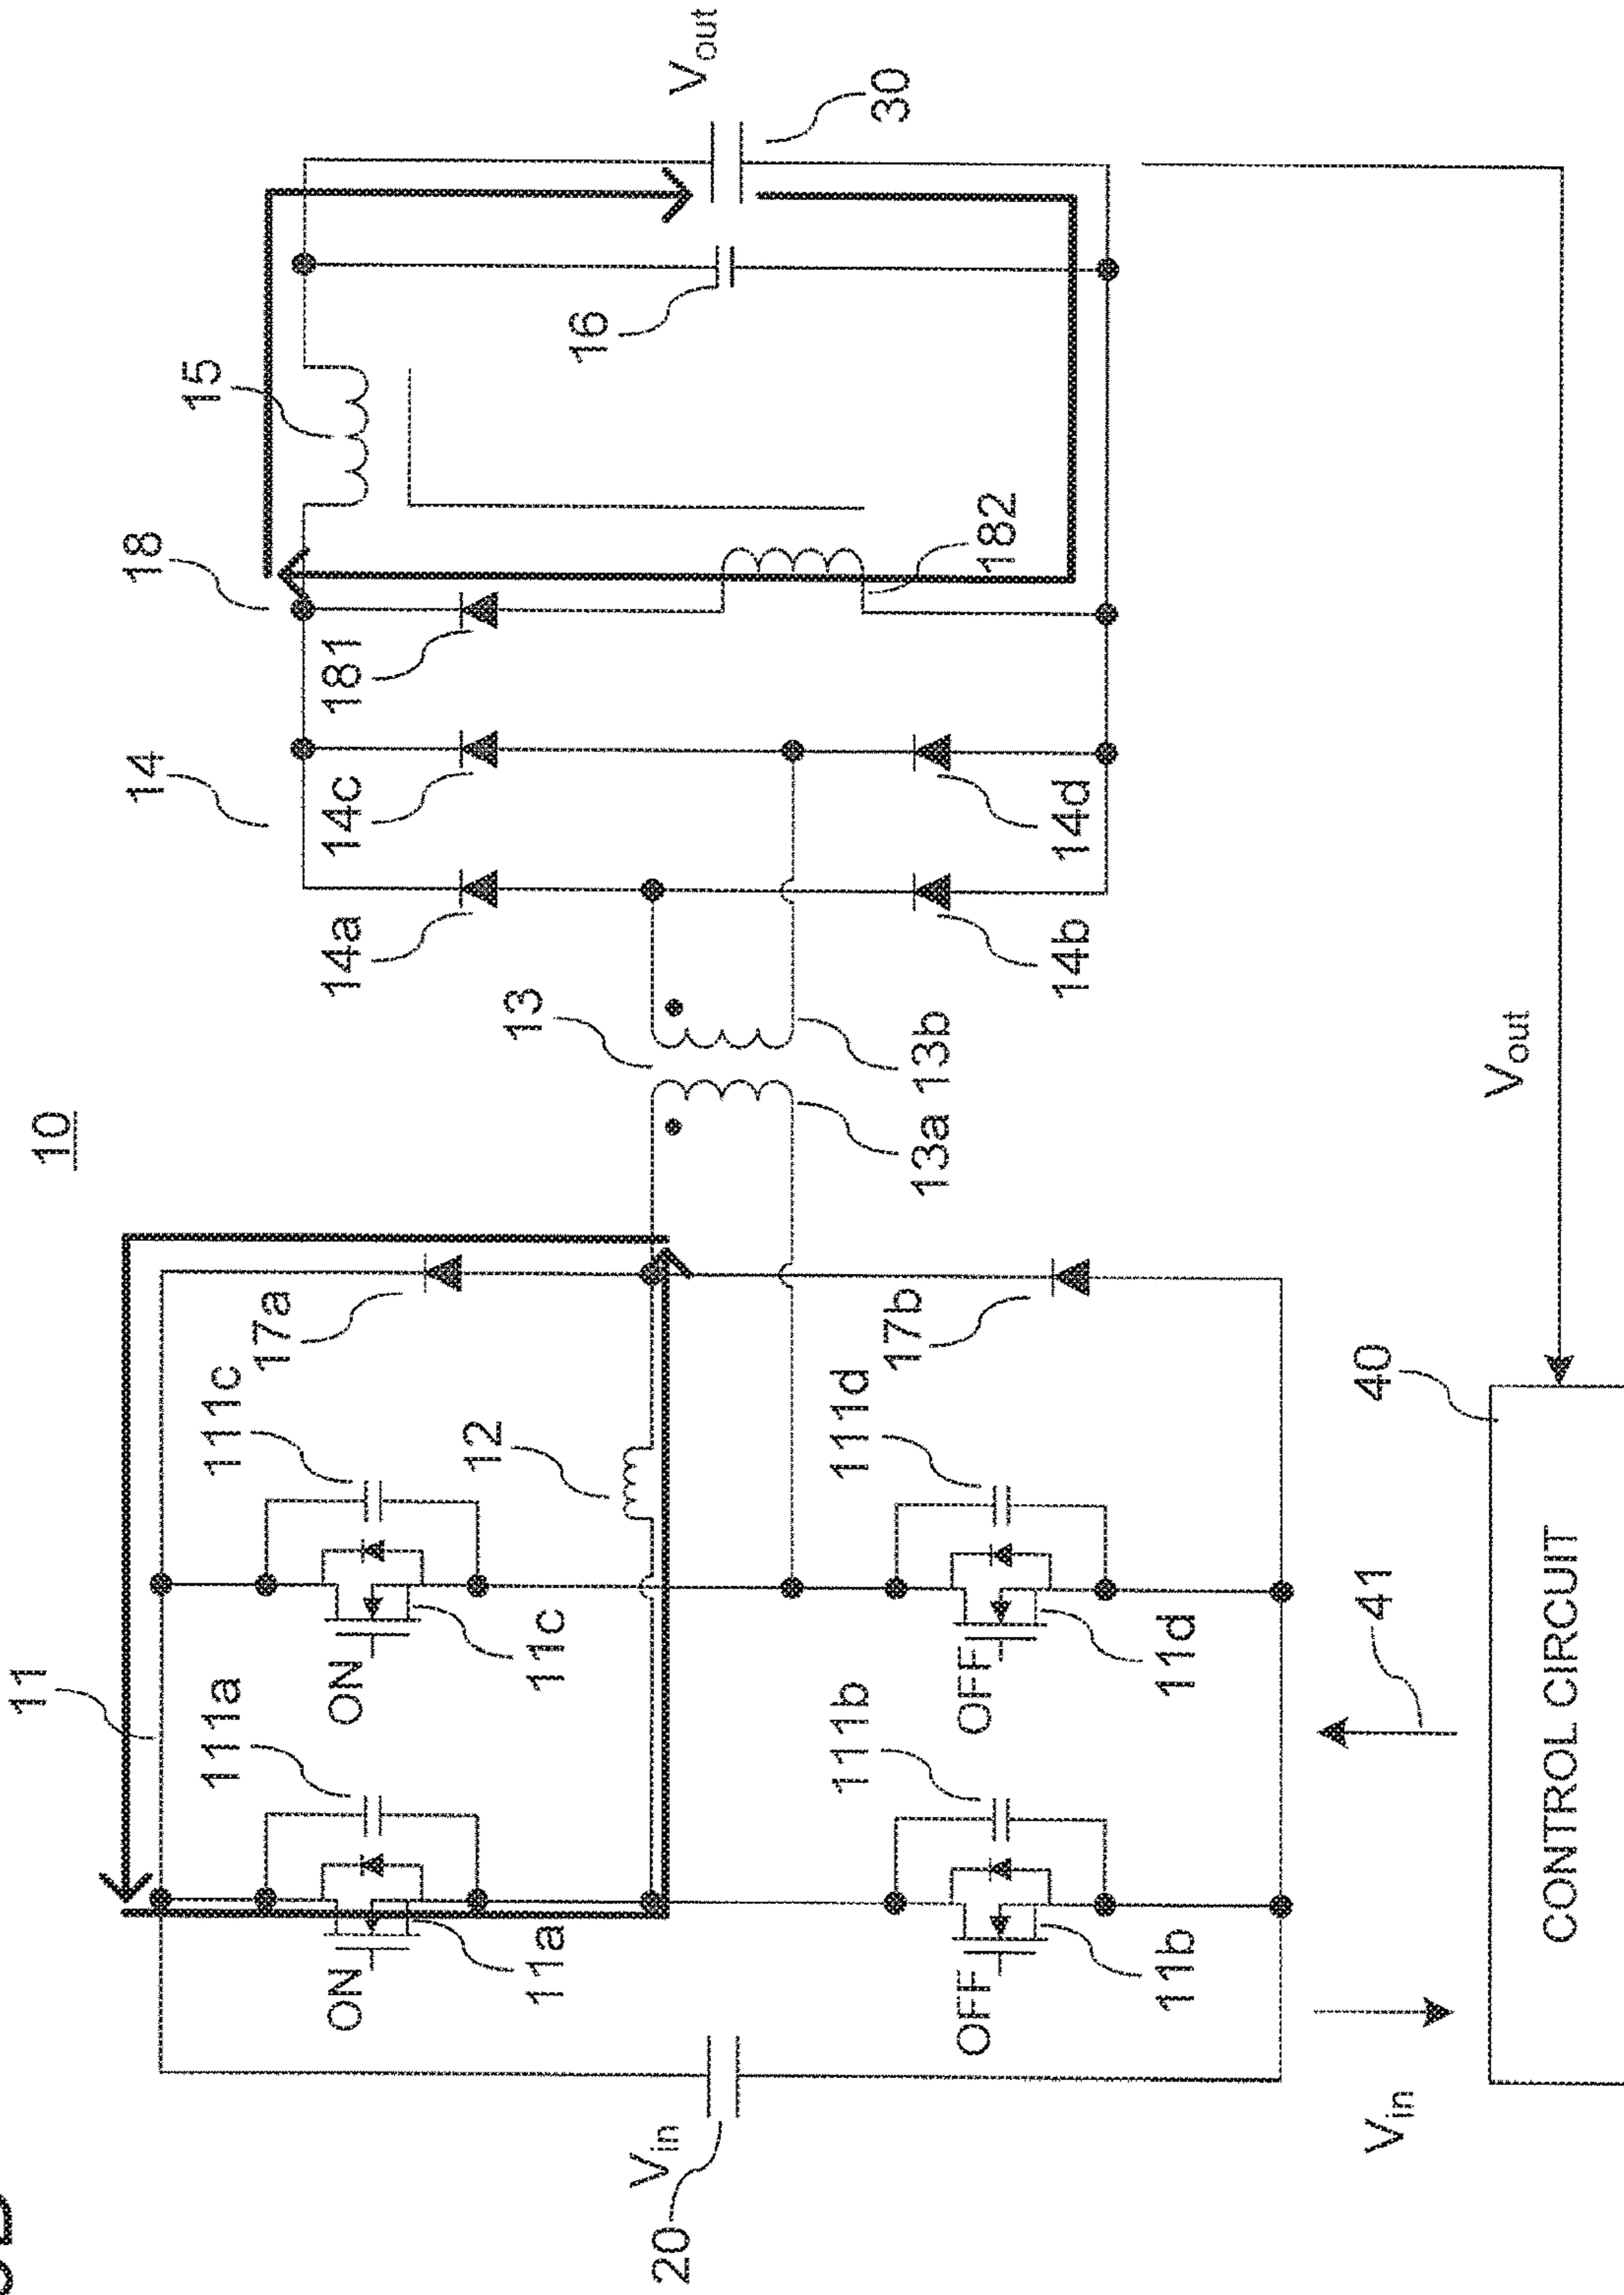 10
11
111a
111c
17a
ON
11a
ON
11c
12
13
13a
13b
14
14a
14c
14b
14d
18
181
182
15
16
30
Vout
Vin
20
111b
111d
17b
OFF
11b
OFF
11d
41
40
Vin
Vout
CONTROL CIRCUIT